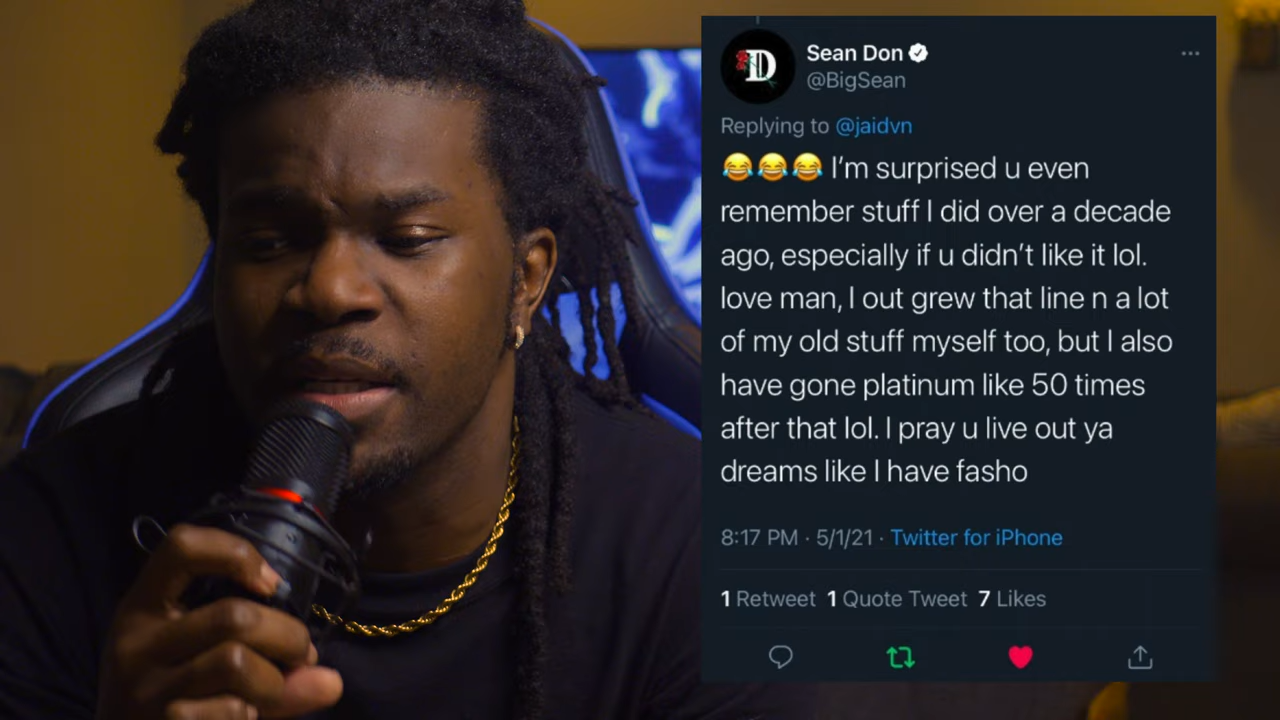 Sean Don
@BigSean
Replying to @jaidvn
😂😂😂 I’m surprised u even
remember stuff I did over a decade
ago, especially if u didn’t like it lol.
love man, I out grew that line n a lot
of my old stuff myself too, but I also
have gone platinum like 50 times
after that lol. I pray u live out ya
dreams like I have fasho
8:17 PM · 5/1/21 · Twitter for iPhone
1 Retweet 1 Quote Tweet 7 Likes